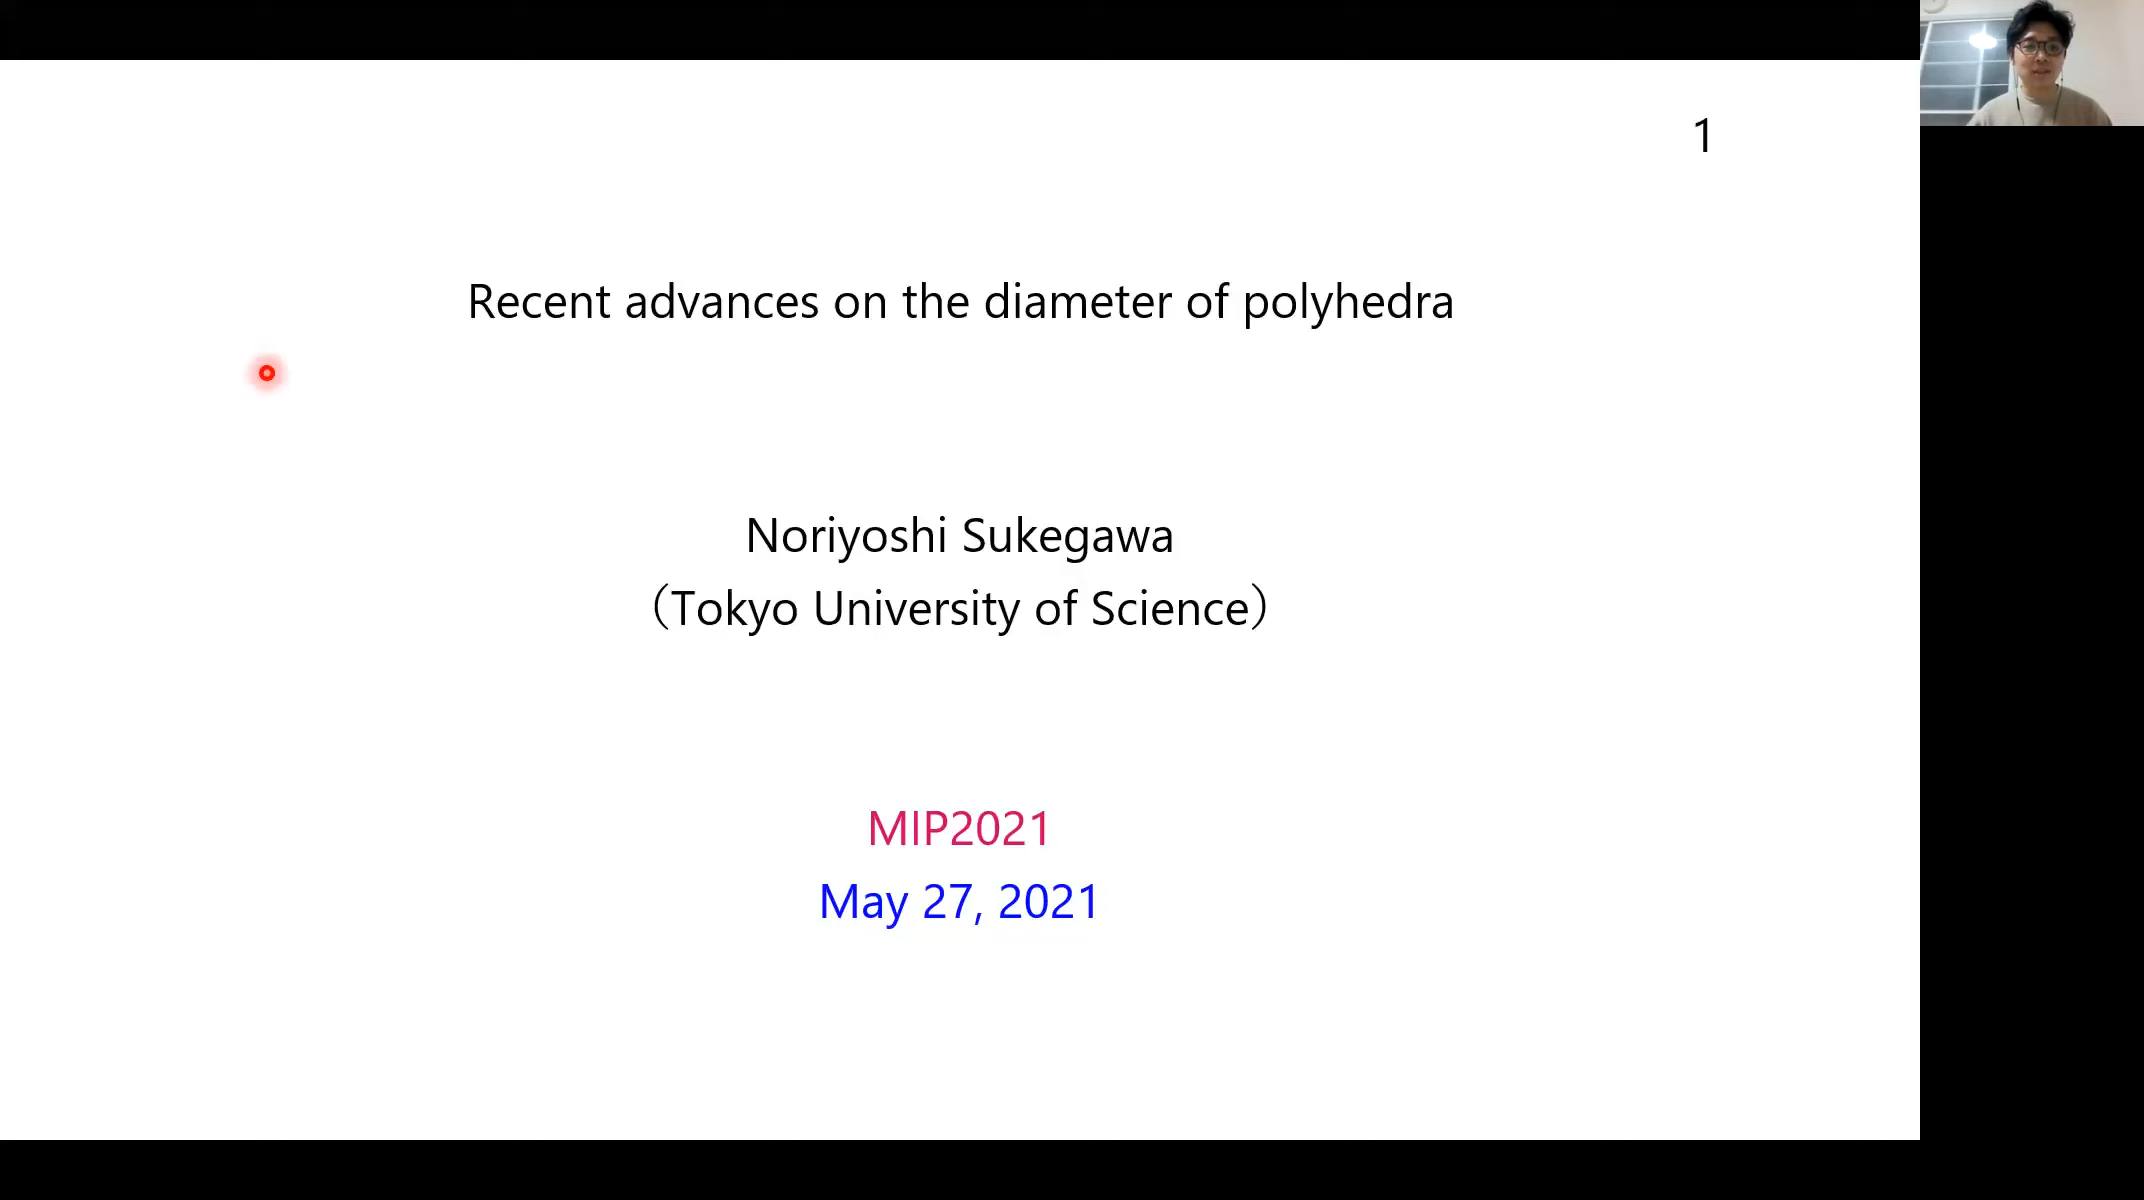 1
Recent advances on the diameter of polyhedra
Noriyoshi Sukegawa
（Tokyo University of Science）
MIP2021
May 27, 2021